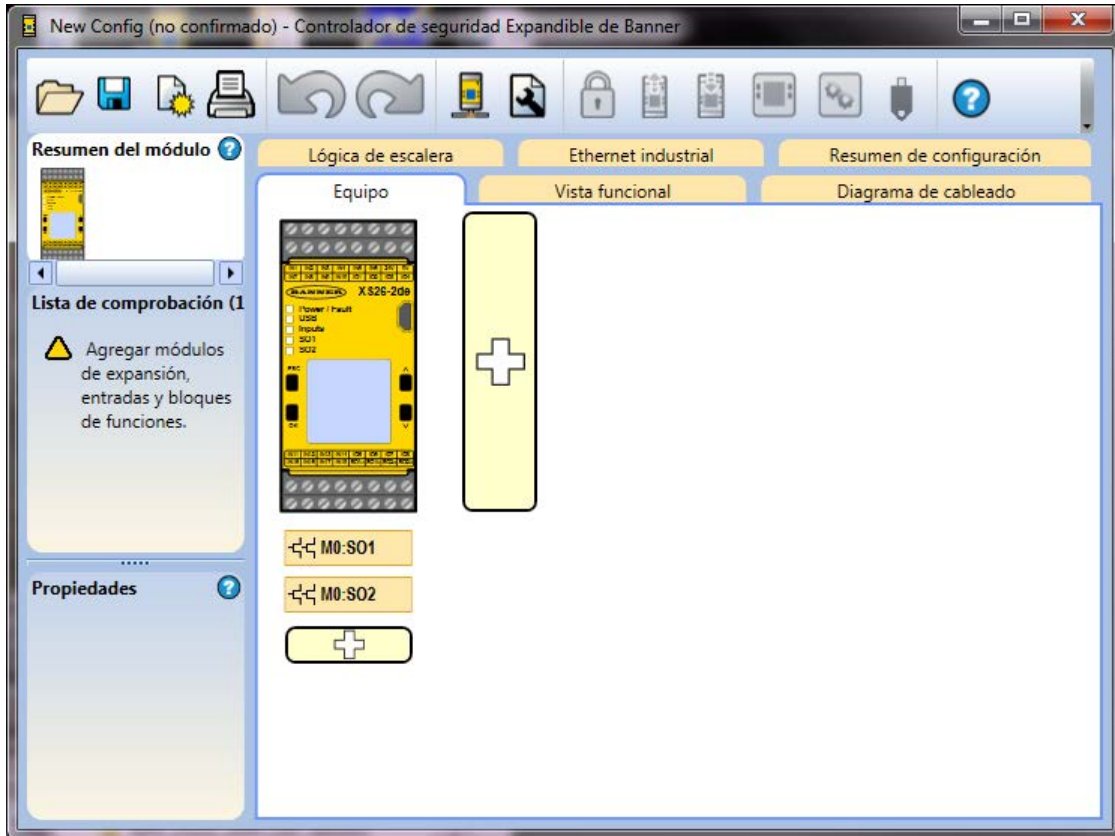 New Config (no confirmado) - Controlador de seguridad Expandible de Banner
Resumen del módulo
Lógica de escalera
Ethernet industrial
Resumen de configuración
Equipo
Vista funcional
Diagrama de cableado
Lista de comprobación (1
Agregar módulos
de expansión,
entradas y bloques
de funciones.
BANNER XS26-2de
Power / Fault
USB
Inputs
SO1
SO2
ESC
OK
M0:SO1
M0:SO2
Propiedades